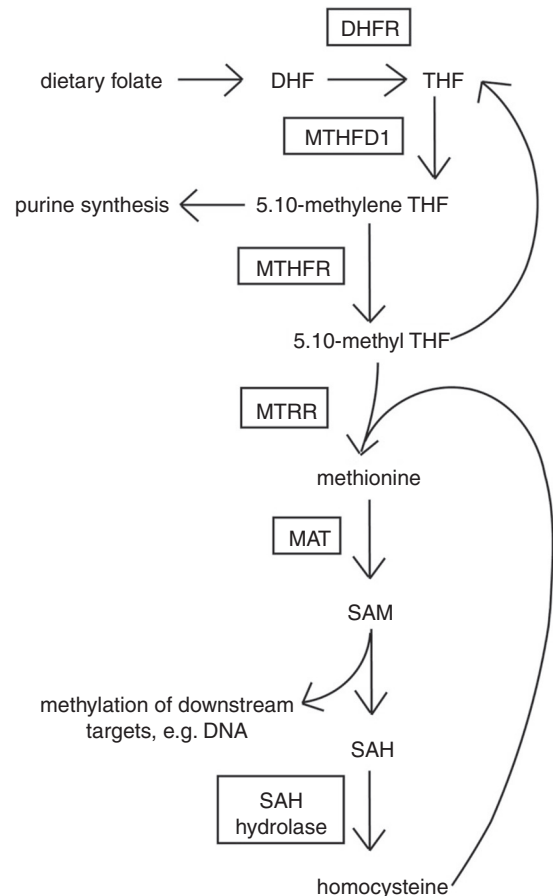 DHFR
dietary folate
DHF
THF
MTHFD1
purine synthesis
5.10-methylene THF
MTHFR
5.10-methyl THF
MTRR
methionine
MAT
SAM
methylation of downstream
targets, e.g. DNA
SAH
SAH
hydrolase
homocysteine